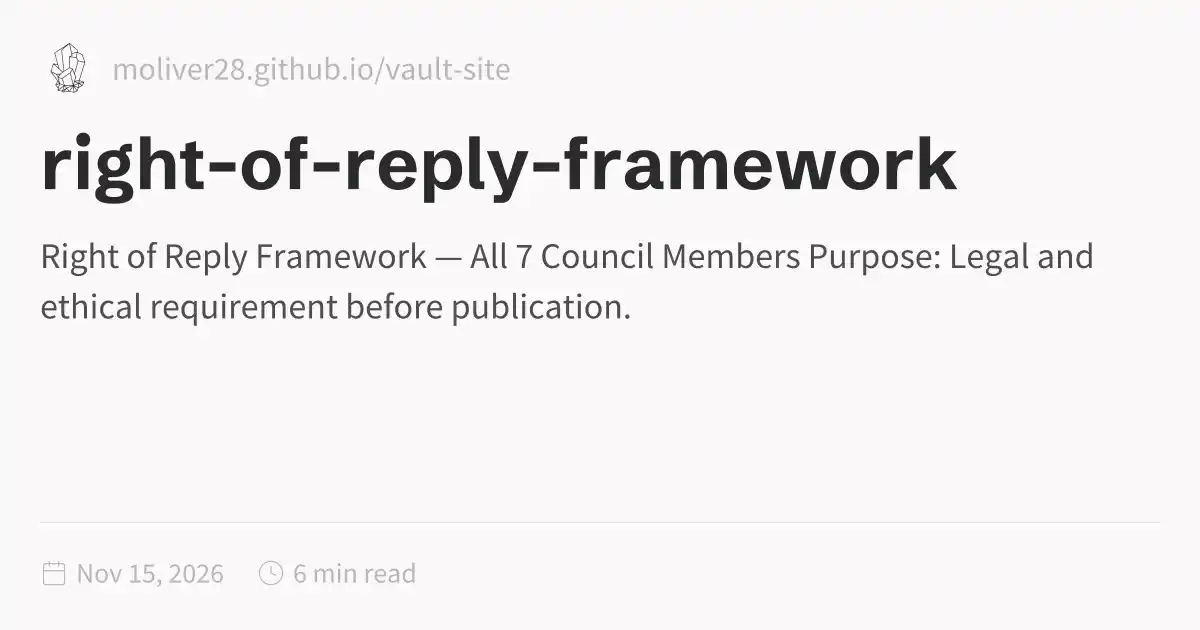 moliver28.github.io/vault-site
right-of-reply-framework
Right of Reply Framework — All 7 Council Members Purpose: Legal and
ethical requirement before publication.
Nov 15, 2026 6 min read